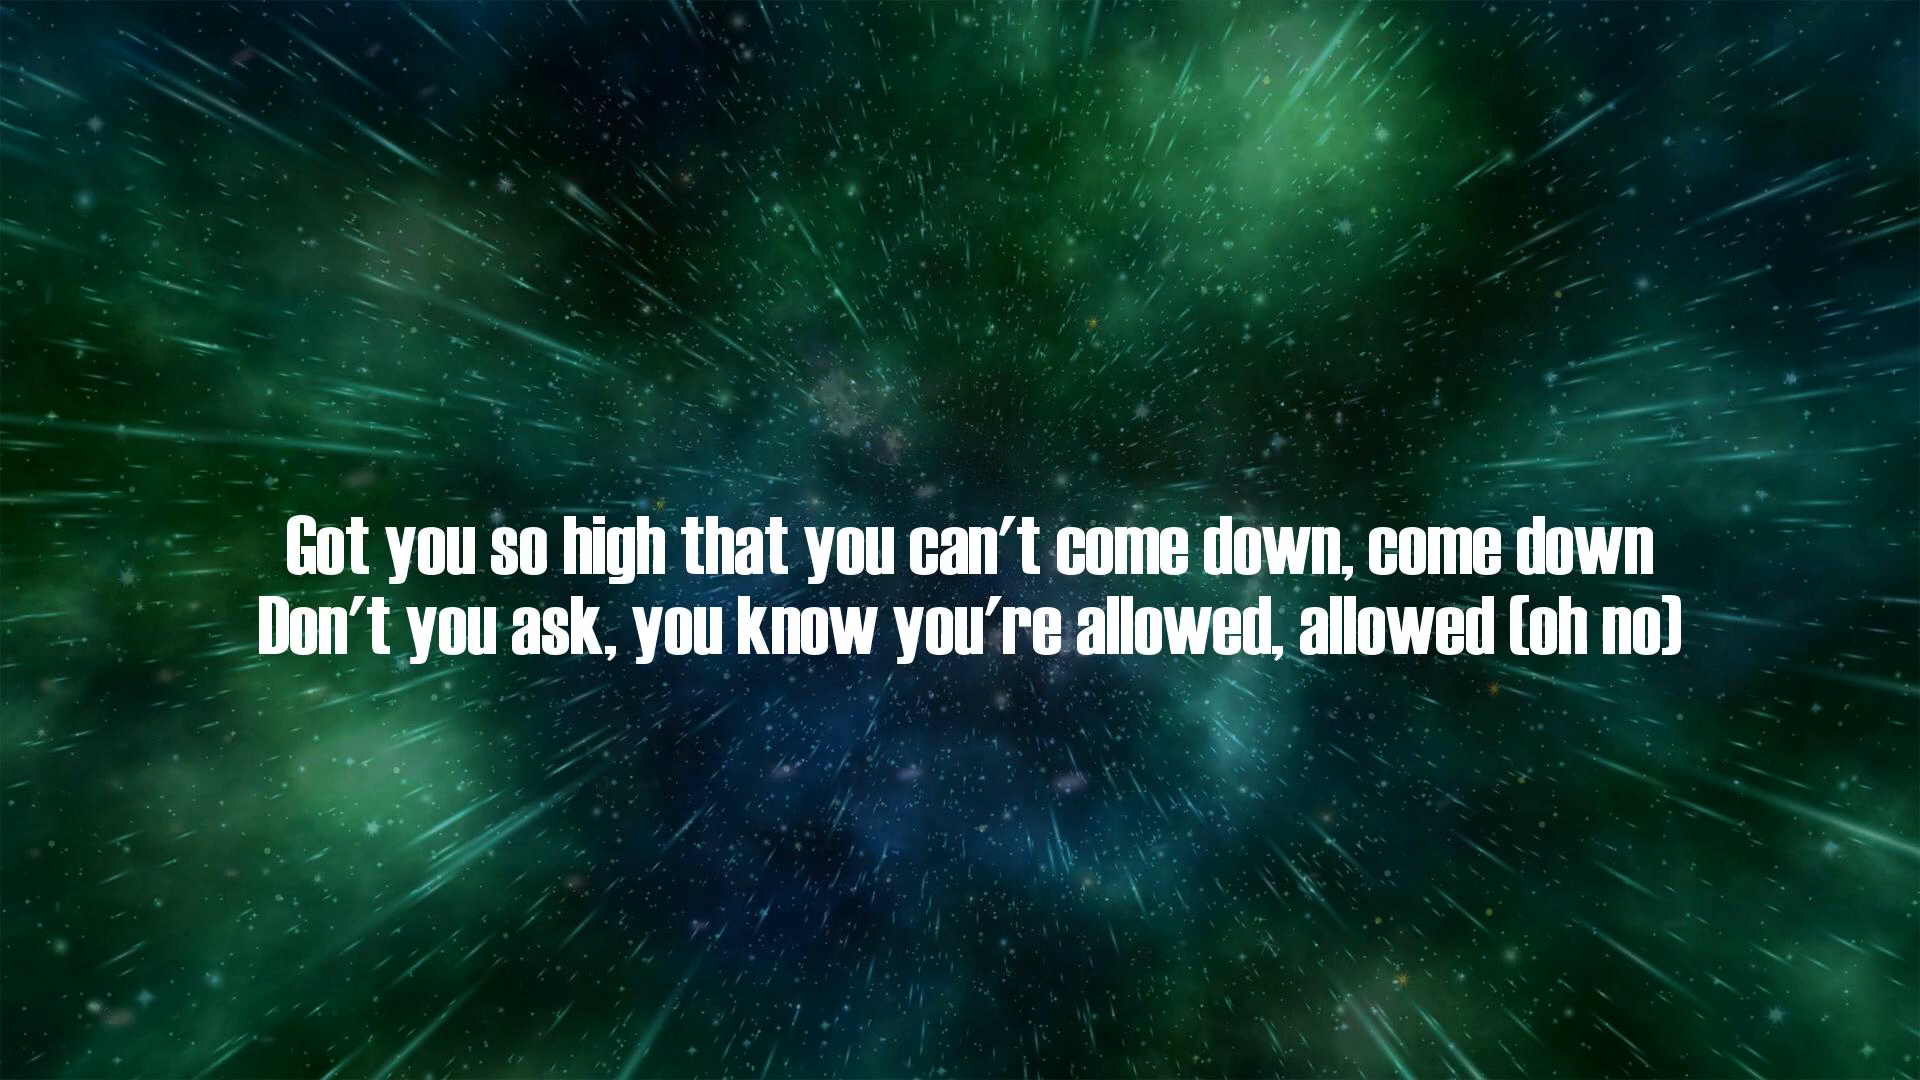 Got you so high that you can't come down, come down
Don't you ask, you know you're allowed, allowed (oh no)